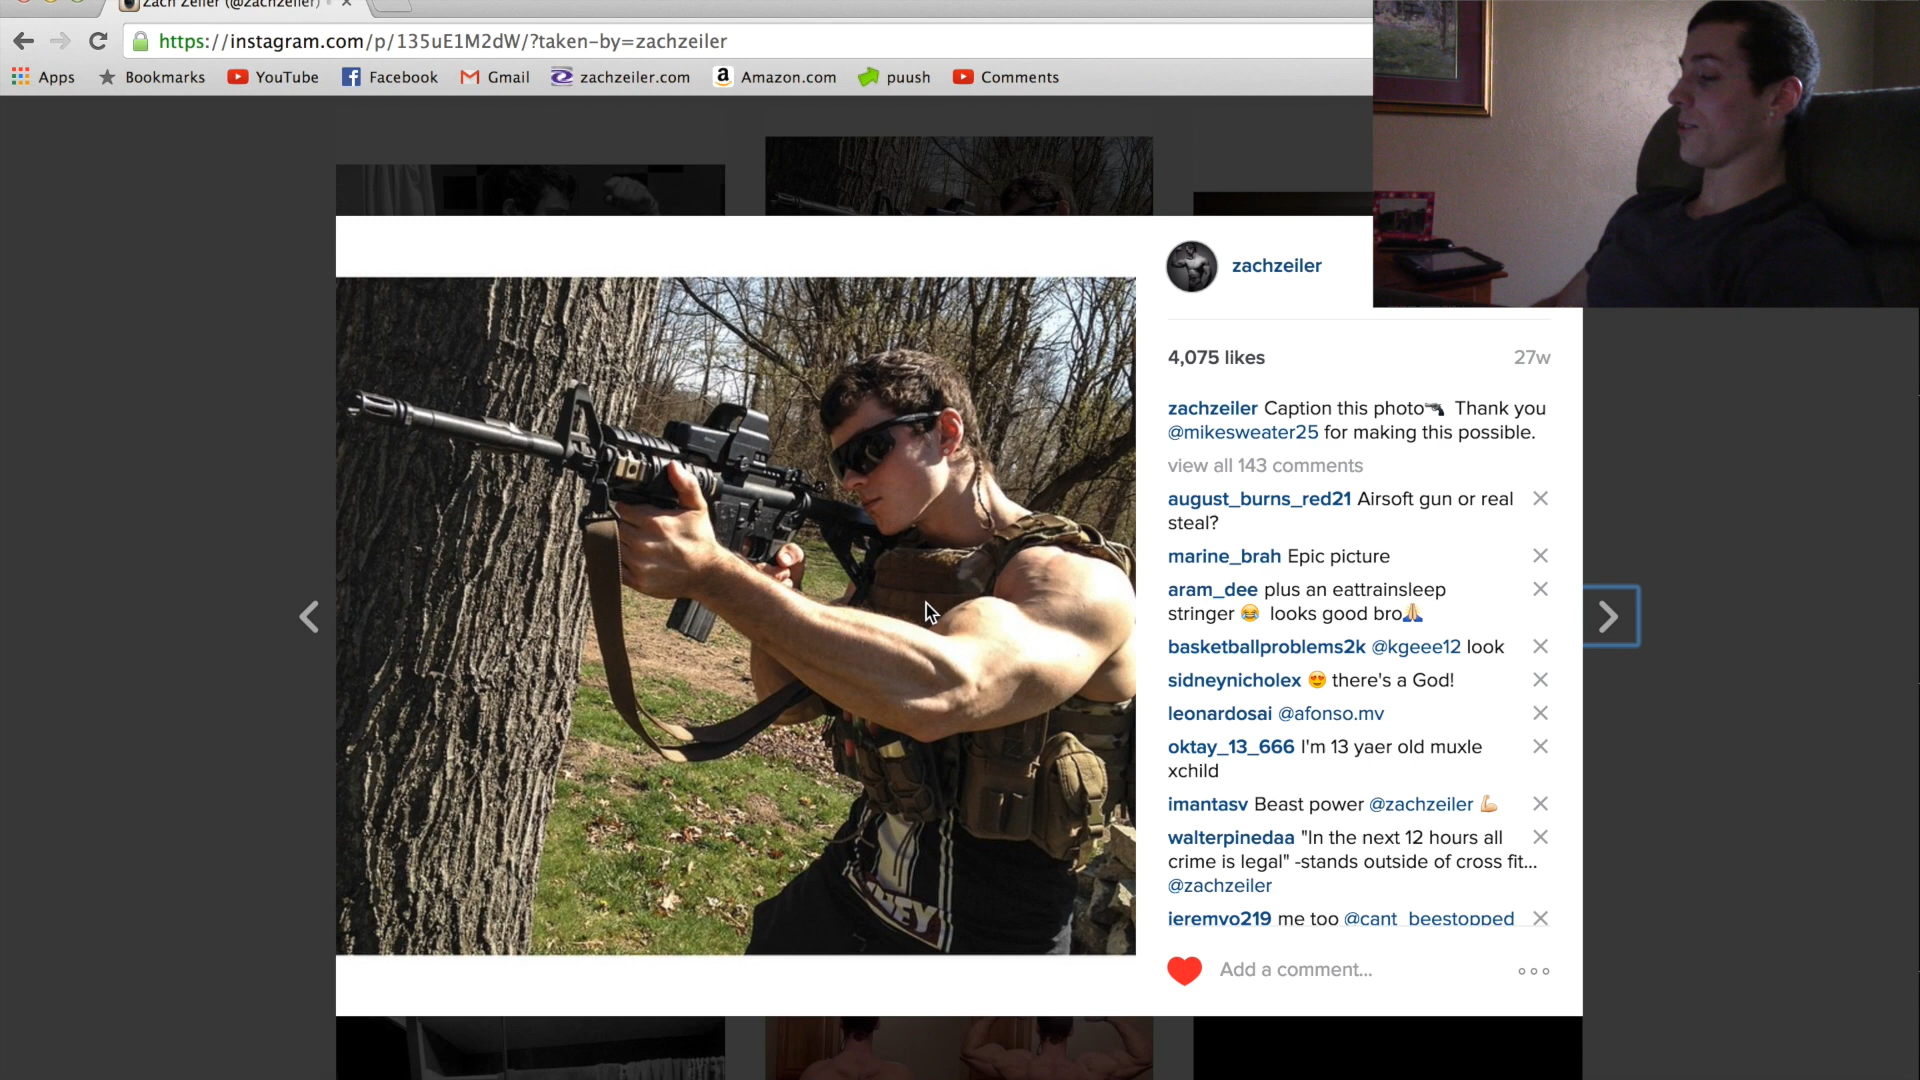 Zach Zeiler (@zachzeiler)
https://instagram.com/p/135uE1M2dW/?taken-by=zachzeiler
Apps Bookmarks YouTube Facebook Gmail zachzeiler.com Amazon.com puush Comments
zachzeiler
4,075 likes 27w
zachzeiler Caption this photo🔫 Thank you
@mikesweater25 for making this possible.
view all 143 comments
august_burns_red21 Airsoft gun or real
steal?
marine_brah Epic picture
aram_dee plus an eattrainsleep
stringer 😂 looks good bro🙏
basketballproblems2k @kgeee12 look
sidneynicholex 😍 there's a God!
leonardosai @afonso.mv
oktay_13_666 I'm 13 yaer old muxle
xchild
imantasv Beast power @zachzeiler 💪
walterpinedaa "In the next 12 hours all
crime is legal" -stands outside of cross fit...
@zachzeiler
jeremyo219 me too @cant_beestopped
Add a comment...